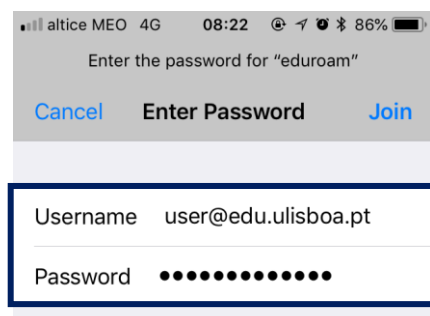 altice MEO 4G 08:22 86%
Enter the password for “eduroam”
Cancel Enter Password Join
Username user@edu.ulisboa.pt
Password •••••••••••••